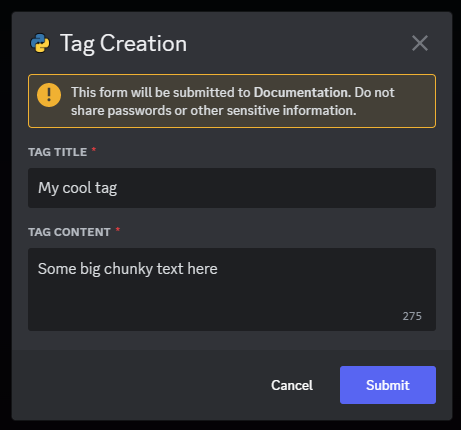 Tag Creation
This form will be submitted to Documentation. Do not
share passwords or other sensitive information.
TAG TITLE *
My cool tag
TAG CONTENT *
Some big chunky text here
275
Cancel
Submit